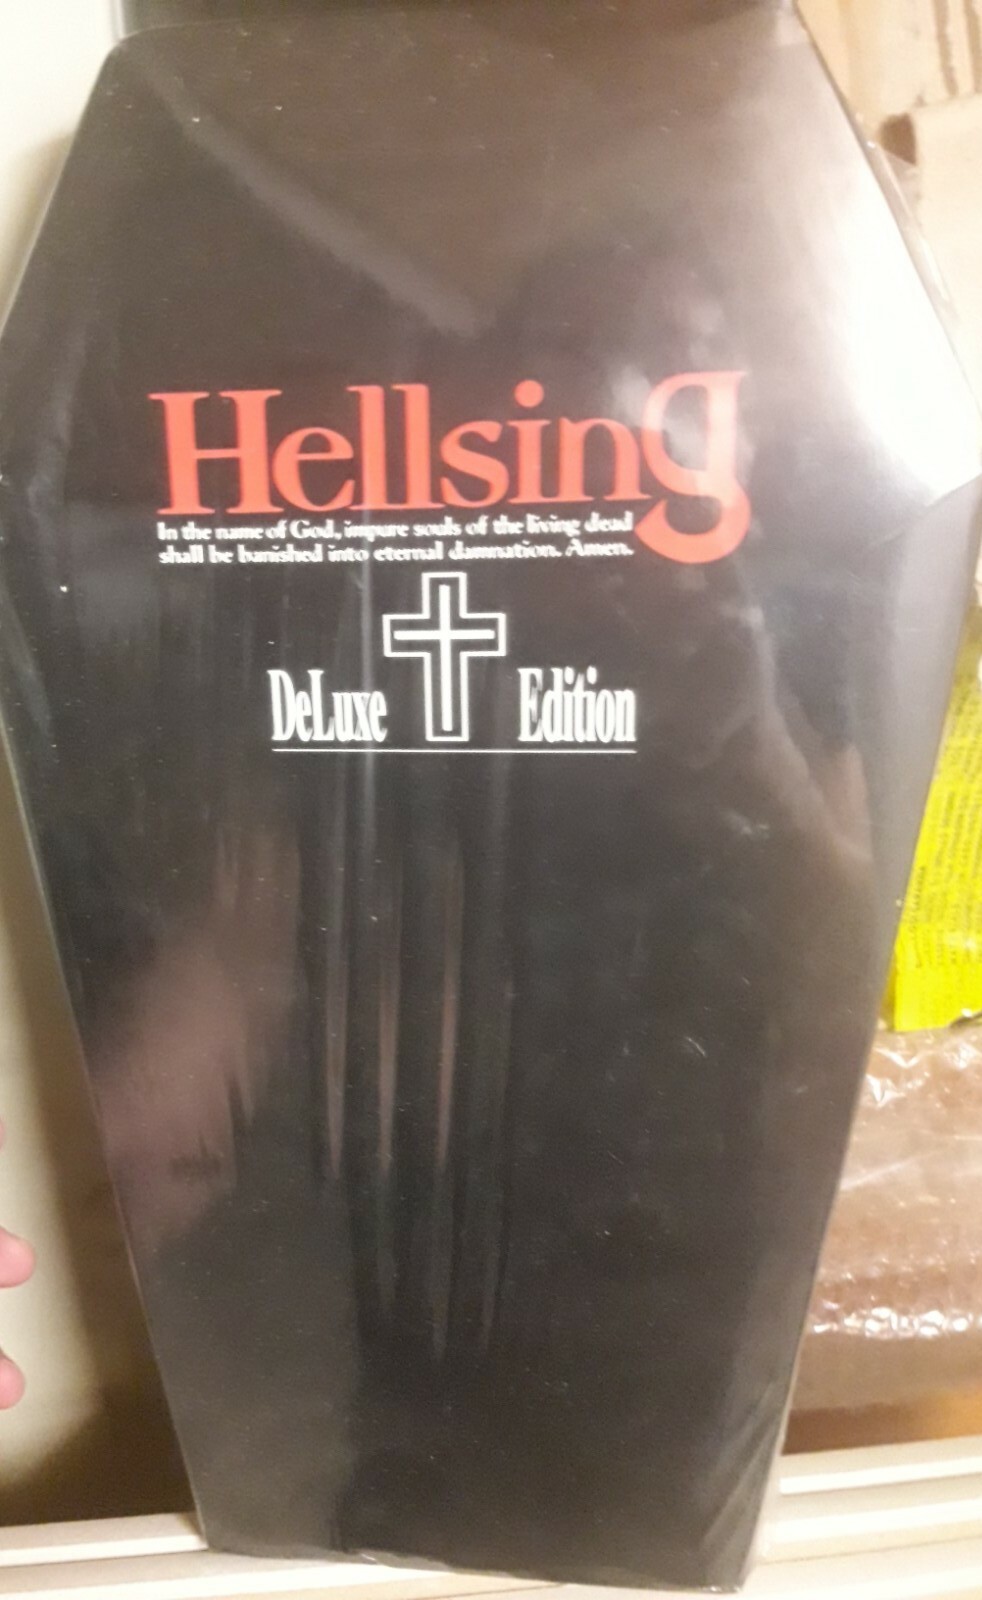 Hellsing
In the name of God, impure souls of the living dead
shall be banished into eternal damnation. Amen.
DeLuxe Edition